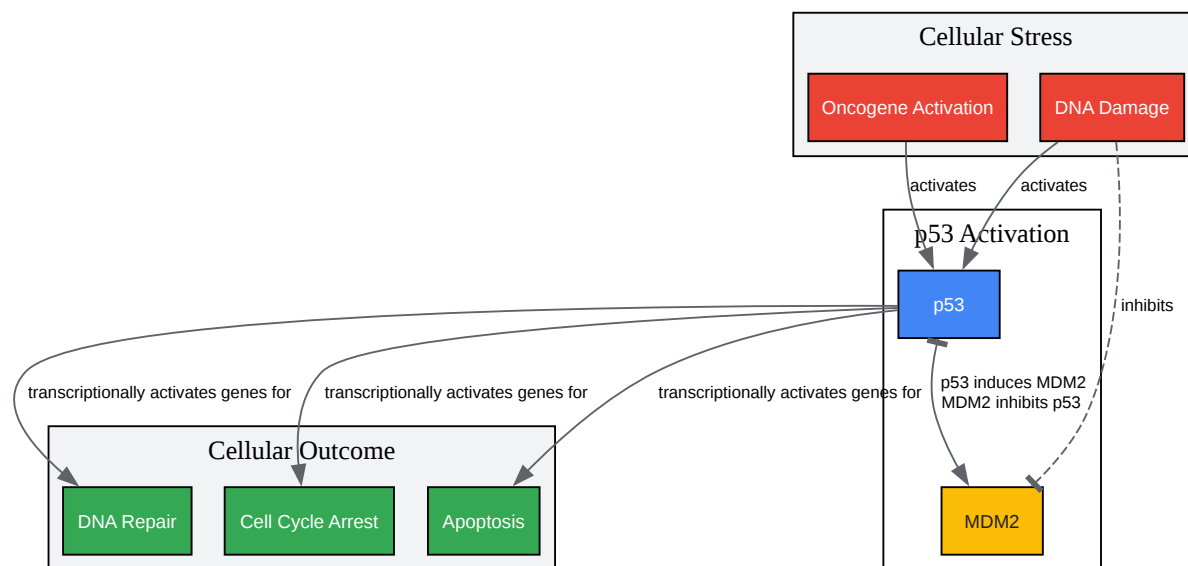 Cellular Stress
Oncogene Activation
DNA Damage
activates
activates
p53 Activation
p53
inhibits
transcriptionally activates genes for
transcriptionally activates genes for
transcriptionally activates genes for
p53 induces MDM2
MDM2 inhibits p53
Cellular Outcome
DNA Repair
Cell Cycle Arrest
Apoptosis
MDM2